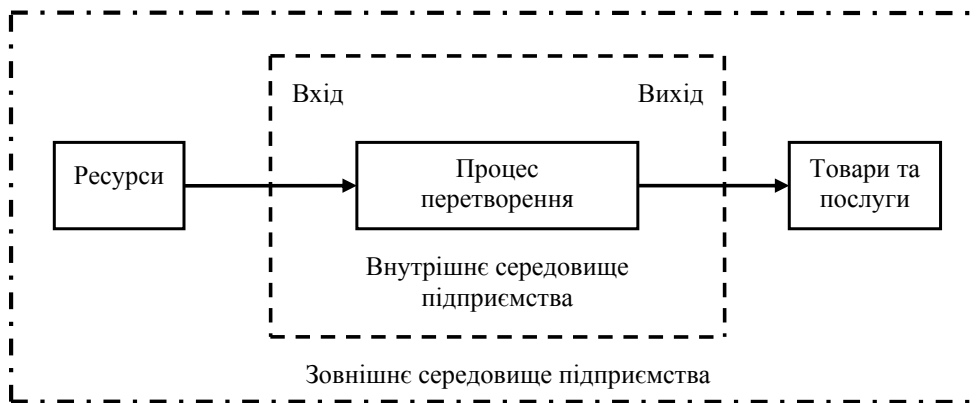 Вхід
Вихід
Ресурси
Процес
перетворення
Товари та
послуги
Внутрішнє середовище
підприємства
Зовнішнє середовище підприємства